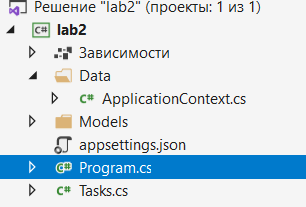 Решение "lab2" (проекты: 1 из 1)
C# lab2
Зависимости
Data
C# ApplicationContext.cs
Models
appsettings.json
C# Program.cs
C# Tasks.cs